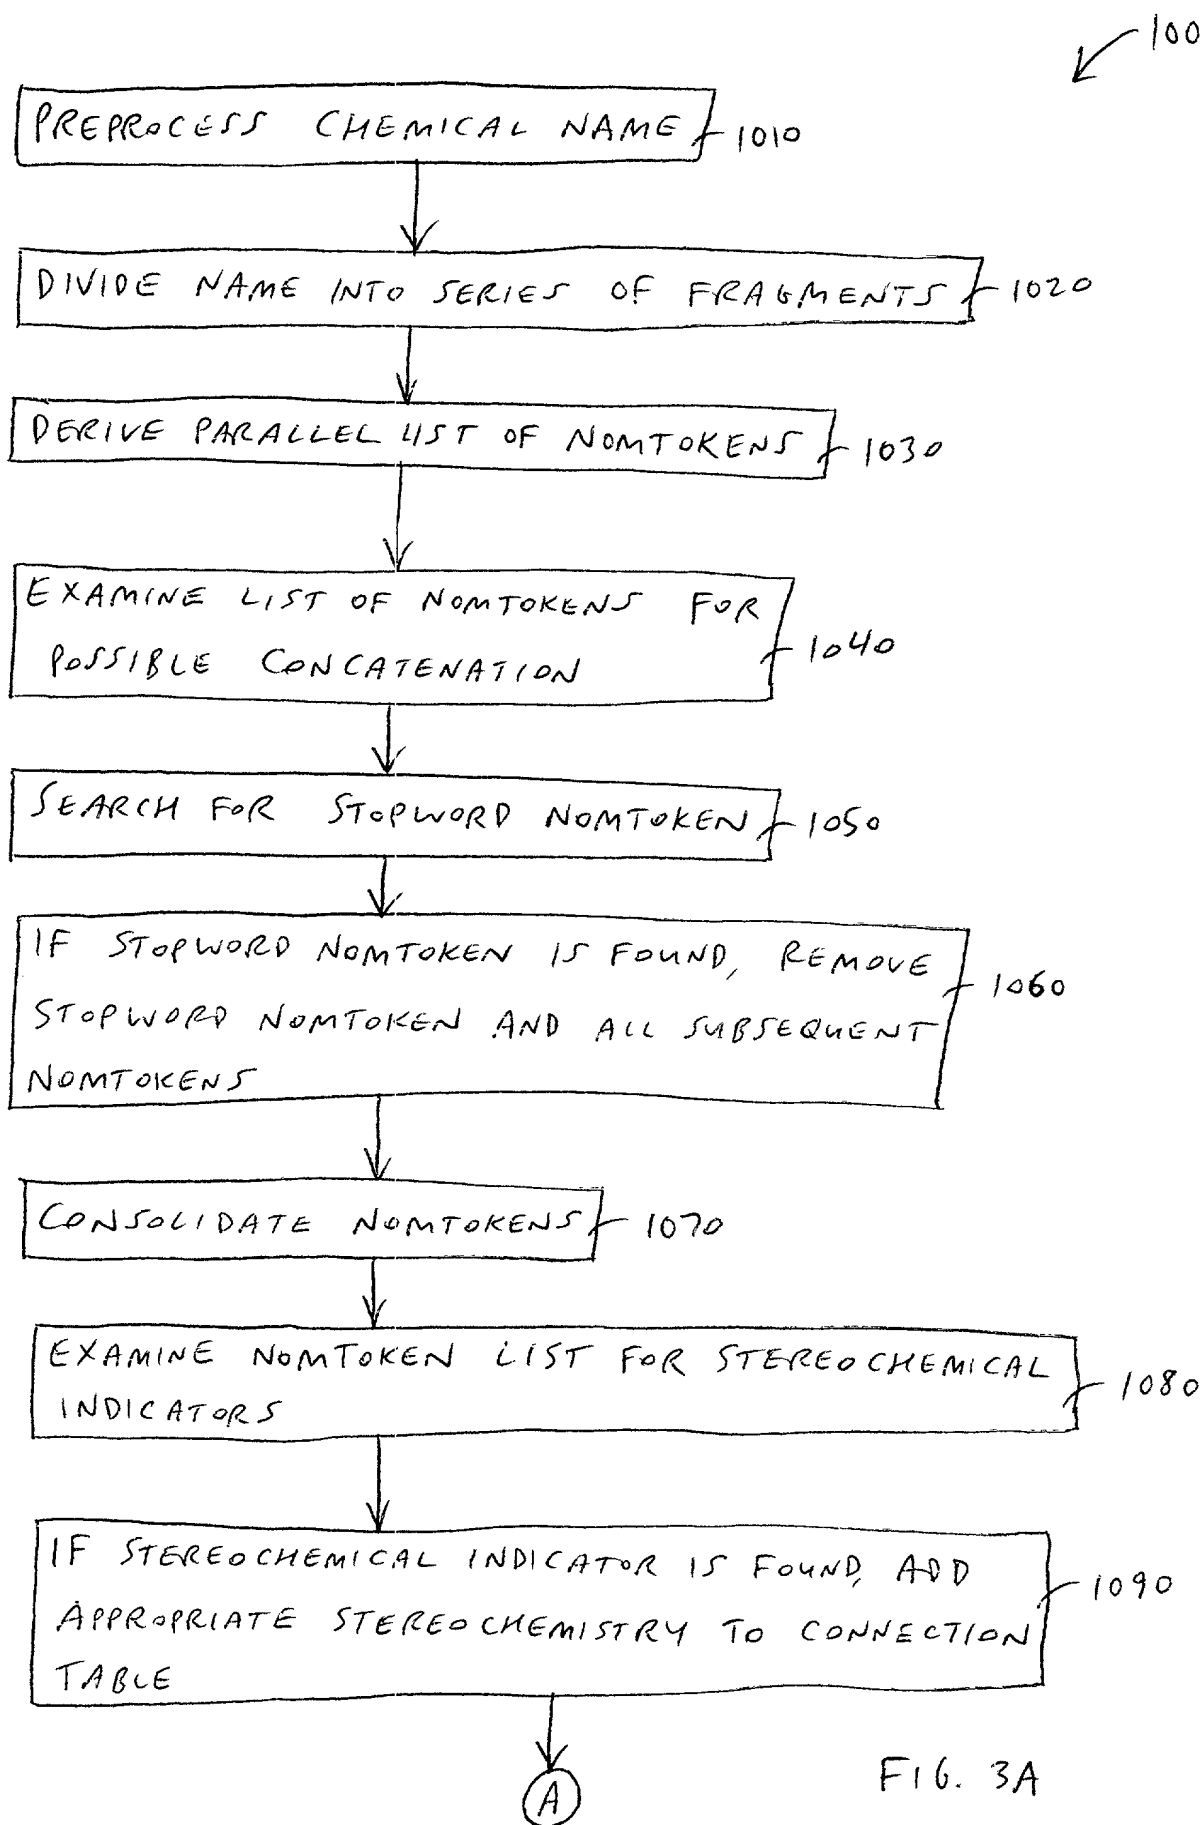 100
PREPROCESS CHEMICAL NAME 1010
DIVIDE NAME INTO SERIES OF FRAGMENTS 1020
DERIVE PARALLEL LIST OF NOMTOKENS 1030
EXAMINE LIST OF NOMTOKENS FOR
POSSIBLE CONCATENATION 1040
SEARCH FOR STOPWORD NOMTOKEN 1050
IF STOPWORD NOMTOKEN IS FOUND, REMOVE
STOPWORD NOMTOKEN AND ALL SUBSEQUENT
NOMTOKENS
1060
CONSOLIDATE NOMTOKENS 1070
EXAMINE NOMTOKEN LIST FOR STEREOCHEMICAL
INDICATORS
1080
IF STEREOCHEMICAL INDICATOR IS FOUND, ADD
APPROPRIATE STEREOCHEMISTRY TO CONNECTION
TABLE
1090
A
FIG. 3A